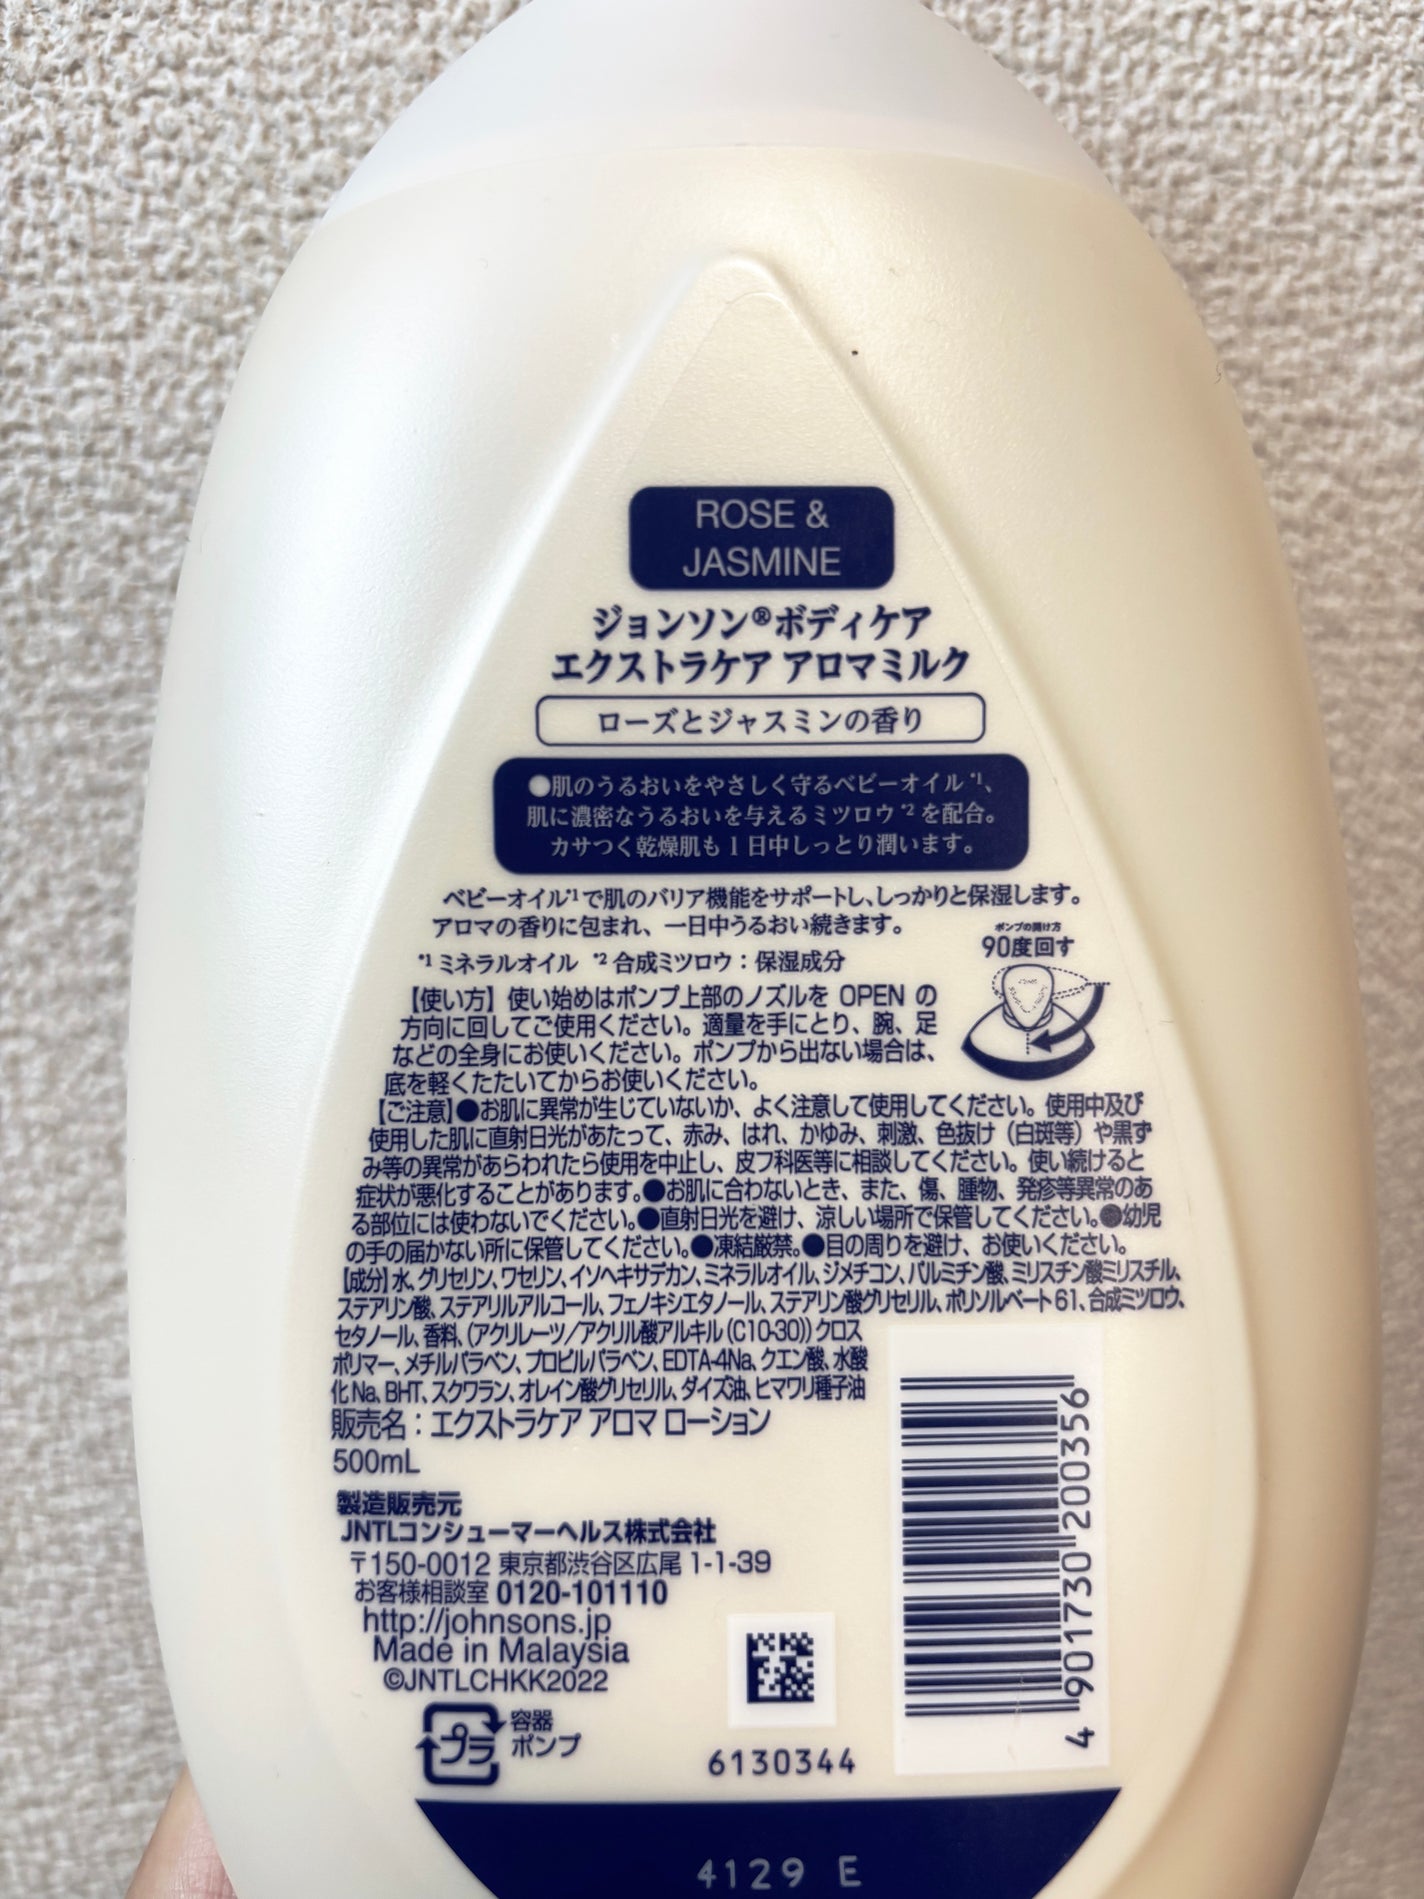 ROSE &
JASMINE
ジョンソン®ボディケア
エクストラケア アロマミルク
ローズとジャスミンの香り
●肌のうるおいをやさしく守るベビーオイル*1、
肌に濃密なうるおいを与えるミツロウ*2を配合。
カサつく乾燥肌も1日中しっとり潤います。
ベビーオイル*1で肌のバリア機能をサポートし、しっかりと保湿します。
アロマの香りに包まれ、一日中うるおい続きます。
*1 ミネラルオイル *2 合成ミツロウ：保湿成分
ポンプの開け方
90度回す
【使い方】使い始めはポンプ上部のノズルを OPEN の
方向に回してご使用ください。適量を手にとり、腕、足
などの全身にお使いください。ポンプから出ない場合は、
底を軽くたたいてからお使いください。
【ご注意】●お肌に異常が生じていないか、よく注意して使用してください。使用中及び
使用した肌に直射日光があたって、赤み、はれ、かゆみ、刺激、色抜け（白斑等）や黒ず
み等の異常があらわれたら使用を中止し、皮フ科医等に相談してください。使い続けると
症状が悪化することがあります。●お肌に合わないとき、また、傷、腫物、発疹等異常のあ
る部位には使わないでください。●直射日光を避け、涼しい場所で保管してください。●幼児
の手の届かない所に保管してください。●凍結厳禁。●目の周りを避け、お使いください。
【成分】水、グリセリン、ワセリン、イソヘキサデカン、ミネラルオイル、ジメチコン、パルミチン酸、ミリスチン酸ミリスチル、
ステアリン酸、ステアリルアルコール、フェノキシエタノール、ステアリン酸グリセリル、ポリソルベート61、合成ミツロウ、
セタノール、香料、（アクリレーツ／アクリル酸アルキル（C10-30））クロス
ポリマー、メチルパラベン、プロピルパラベン、EDTA-4Na、クエン酸、水酸
化Na、BHT、スクワラン、オレイン酸グリセリル、ダイズ油、ヒマワリ種子油
販売名：エクストラケア アロマ ローション
500mL
製造販売元
JNTLコンシューマーヘルス株式会社
〒150-0012 東京都渋谷区広尾 1-1-39
お客様相談室 0120-101110
http://johnsons.jp
Made in Malaysia
©JNTLCHKK2022
プラ
容器
ポンプ
6130344
4 901730 200356
4129 E